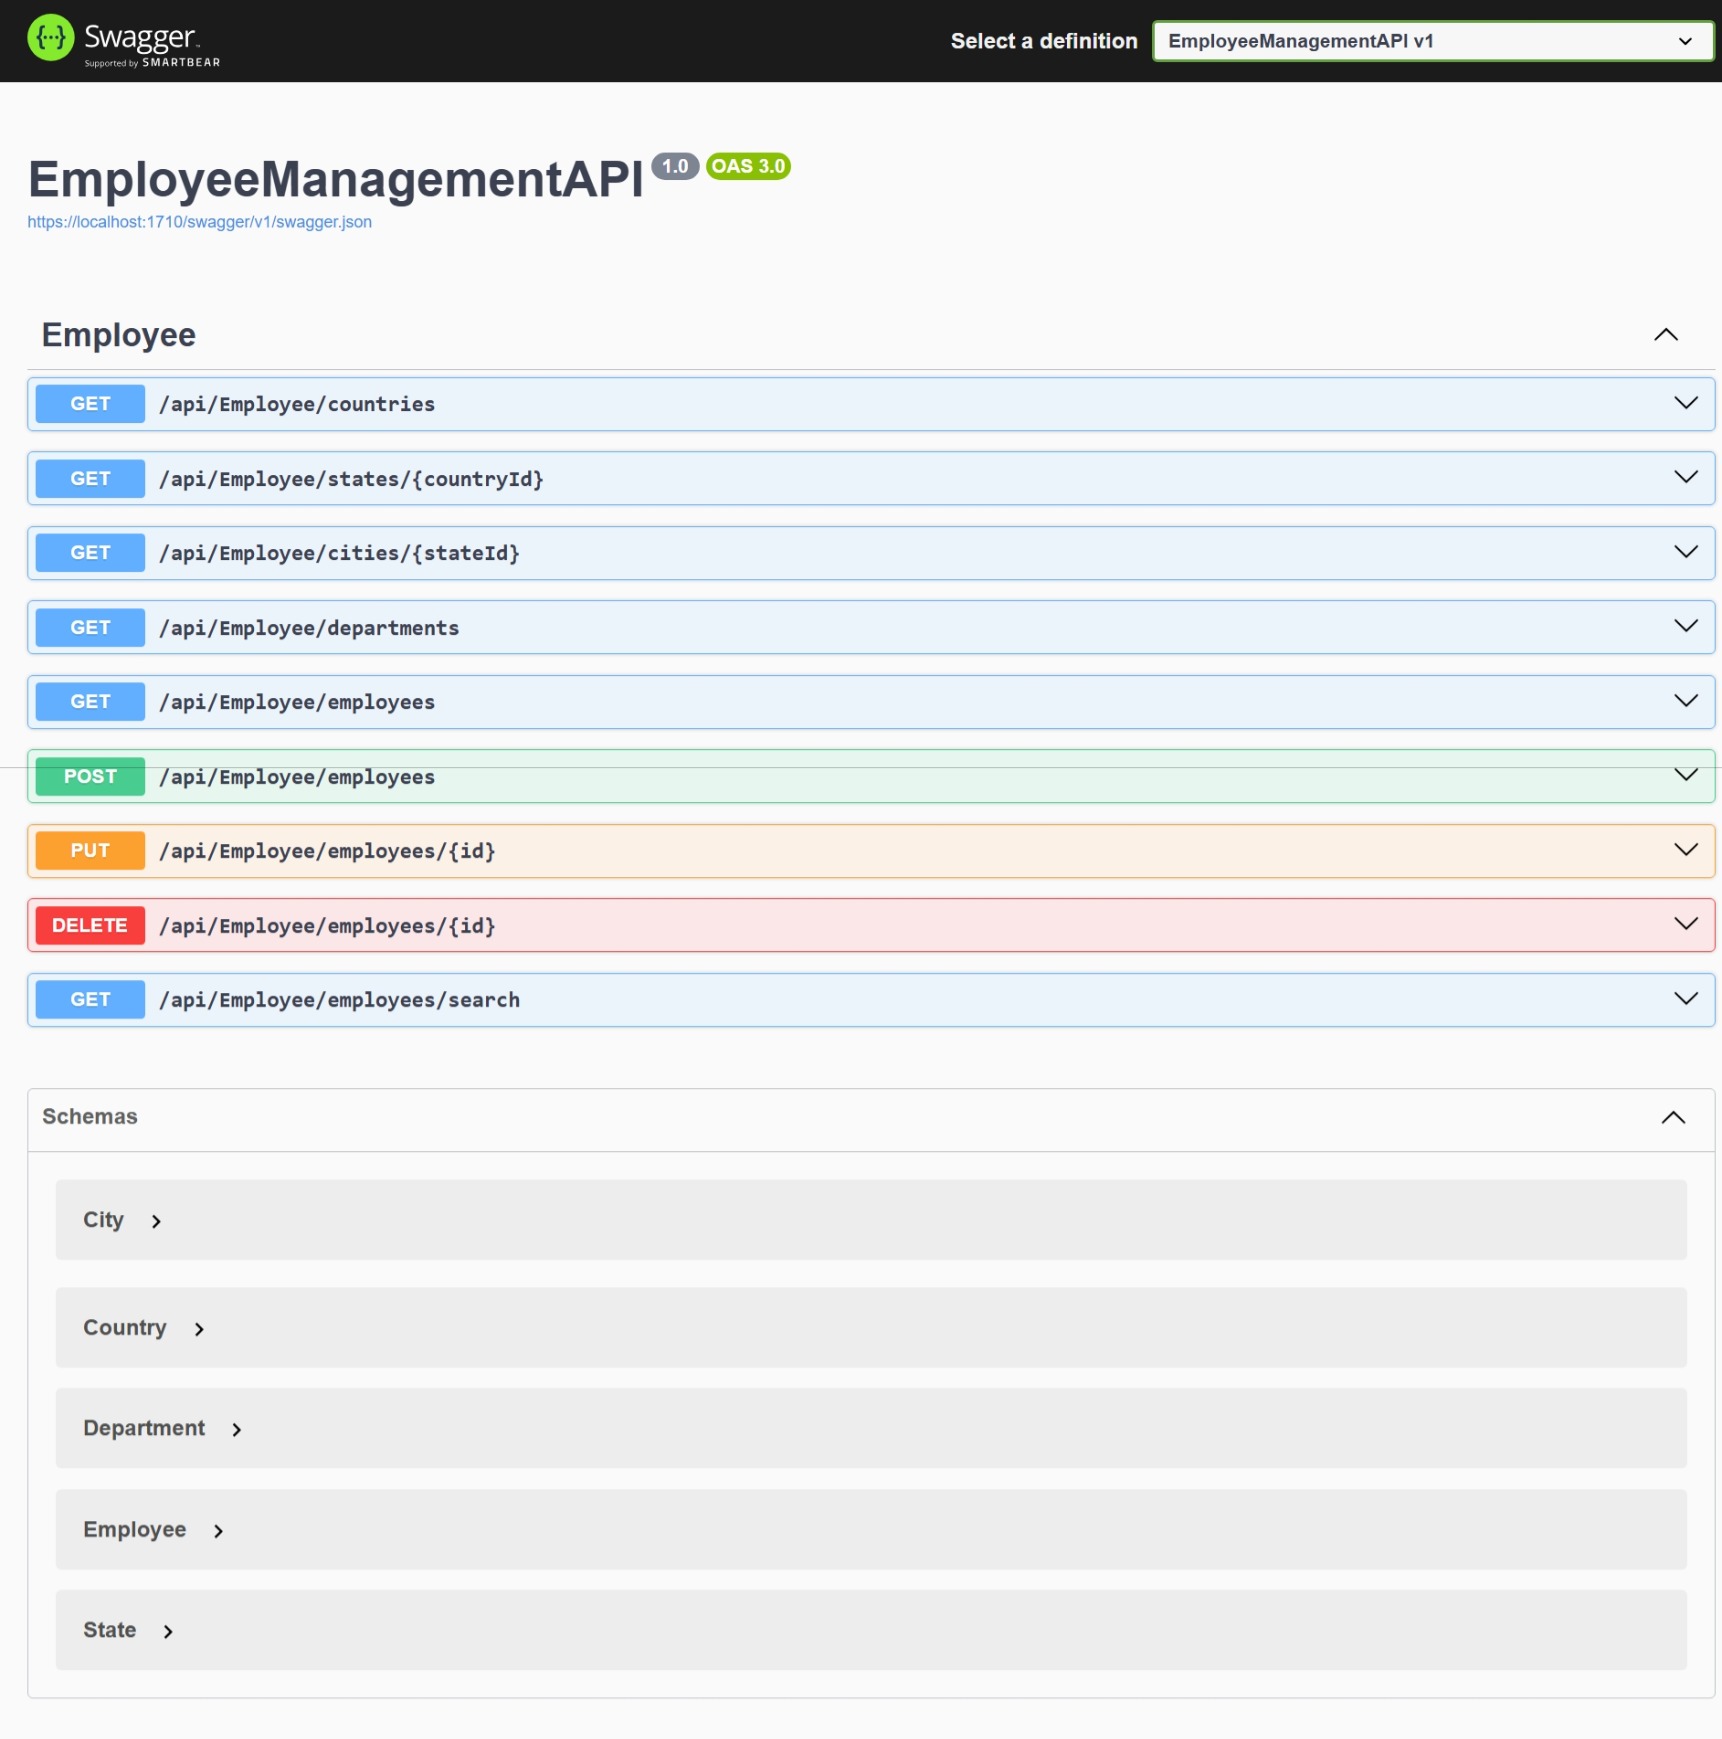 Swagger
Supported by SMARTBEAR
Select a definition
EmployeeManagementAPI v1
EmployeeManagementAPI 1.0 OAS 3.0
https://localhost:1710/swagger/v1/swagger.json
Employee
GET /api/Employee/countries
GET /api/Employee/states/{countryId}
GET /api/Employee/cities/{stateId}
GET /api/Employee/departments
GET /api/Employee/employees
POST /api/Employee/employees
PUT /api/Employee/employees/{id}
DELETE /api/Employee/employees/{id}
GET /api/Employee/employees/search
Schemas
City
Country
Department
Employee
State